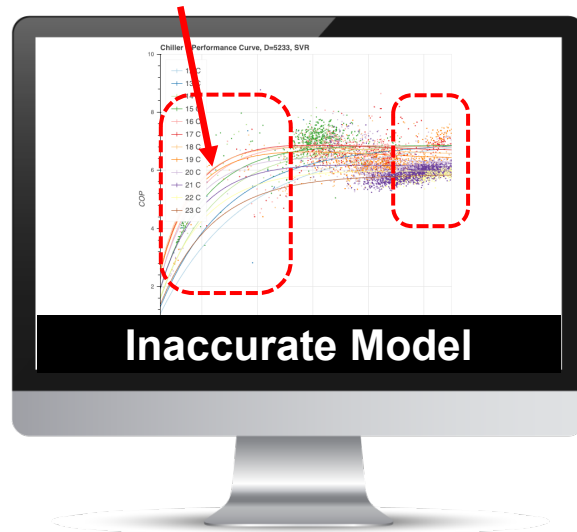 Chiller Performance Curve, D=5233, SVR
10
13 C
15 C
16 C
17 C
18 C
19 C
20 C
21 C
22 C
23 C
8
6
4
2
COP
Inaccurate Model